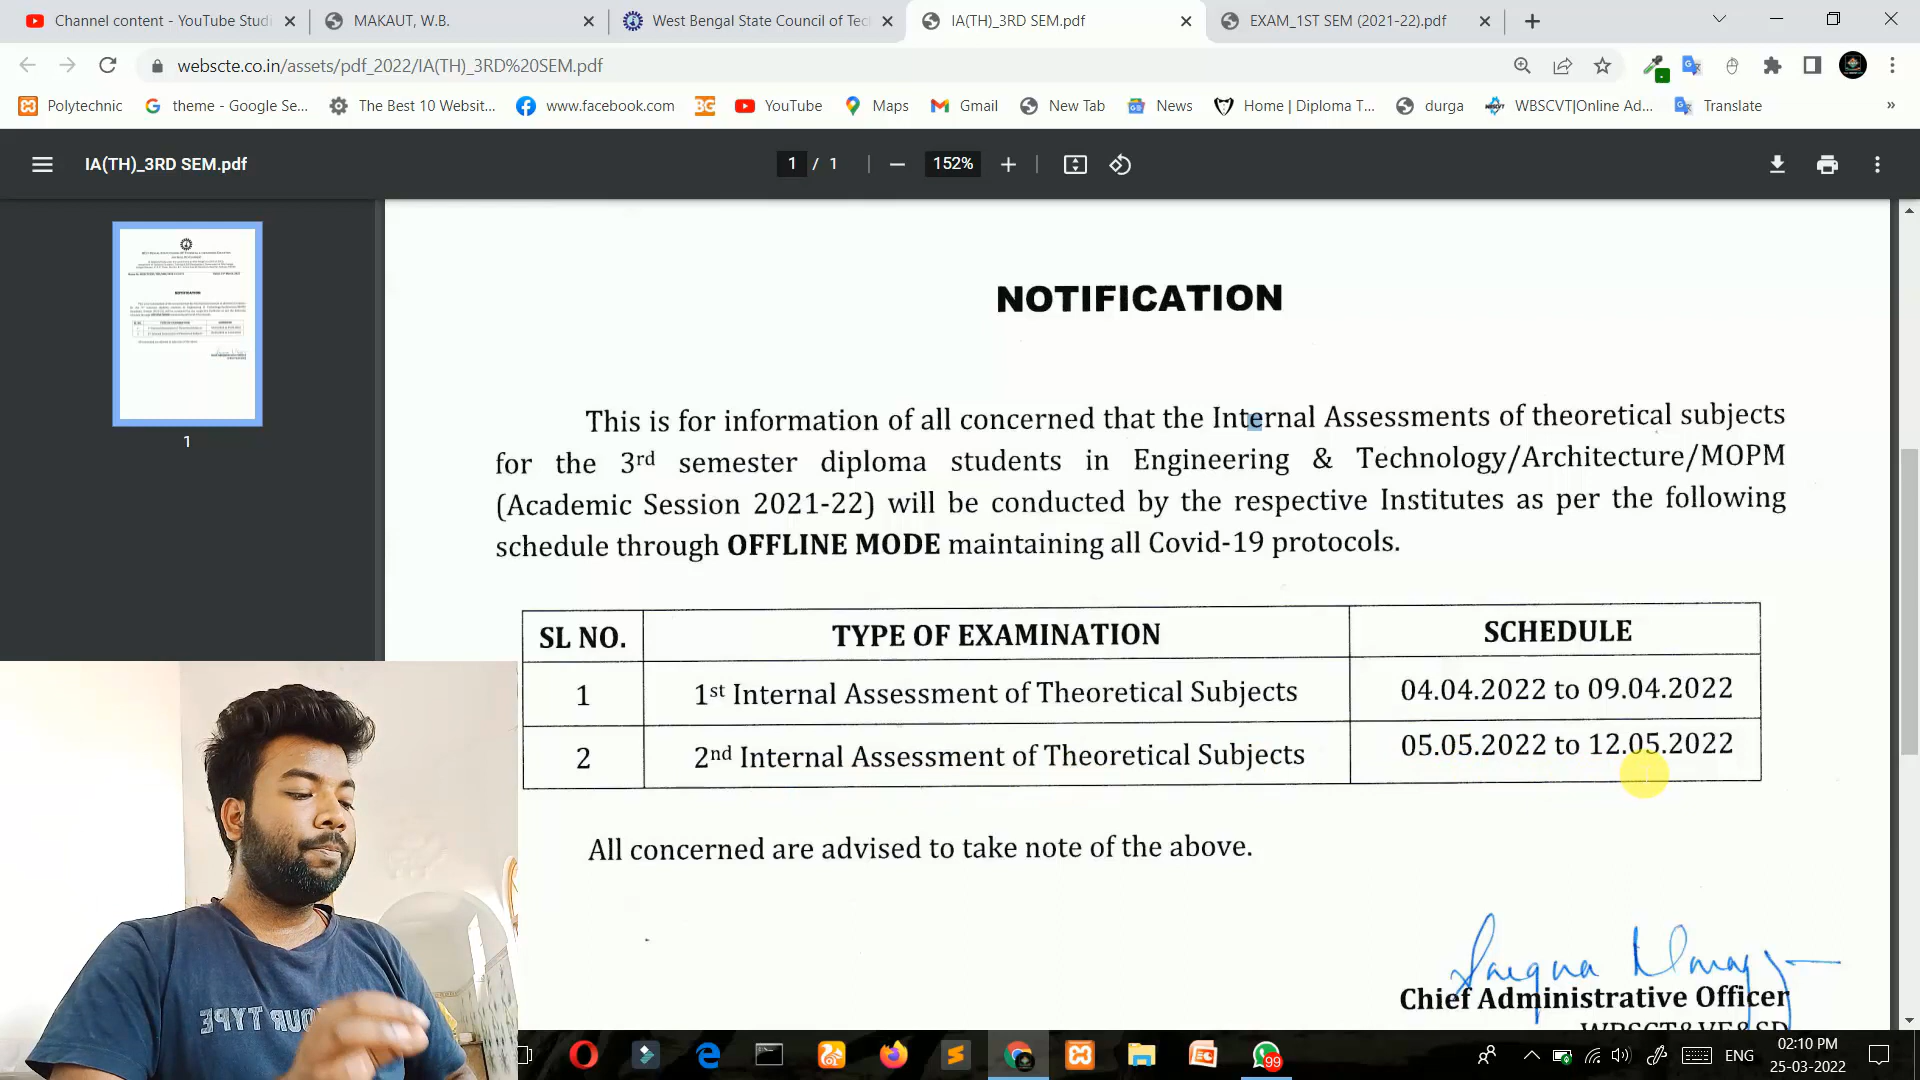 Channel content - YouTube Studi
MAKAUT, W.B.
West Bengal State Council of Tec
IA(TH)_3RD SEM.pdf
EXAM_1ST SEM (2021-22).pdf
webscte.co.in/assets/pdf_2022/IA(TH)_3RD%20SEM.pdf
Polytechnic
theme - Google Se...
The Best 10 Websit...
www.facebook.com
BG
YouTube
Maps
Gmail
New Tab
News
Home | Diploma T...
durga
WBSCVT|Online Ad...
Translate
»
IA(TH)_3RD SEM.pdf
1 / 1
152%
1
NOTIFICATION
This is for information of all concerned that the Internal Assessments of theoretical subjects
for the 3rd semester diploma students in Engineering & Technology/Architecture/MOPM
(Academic Session 2021-22) will be conducted by the respective Institutes as per the following
schedule through OFFLINE MODE maintaining all Covid-19 protocols.
SL NO. TYPE OF EXAMINATION SCHEDULE
1 1st Internal Assessment of Theoretical Subjects 04.04.2022 to 09.04.2022
2 2nd Internal Assessment of Theoretical Subjects 05.05.2022 to 12.05.2022
All concerned are advised to take note of the above.
Chief Administrative Officer
WBSCT&VE&SD
YOUR TYPE
99
ENG
02:10 PM
25-03-2022